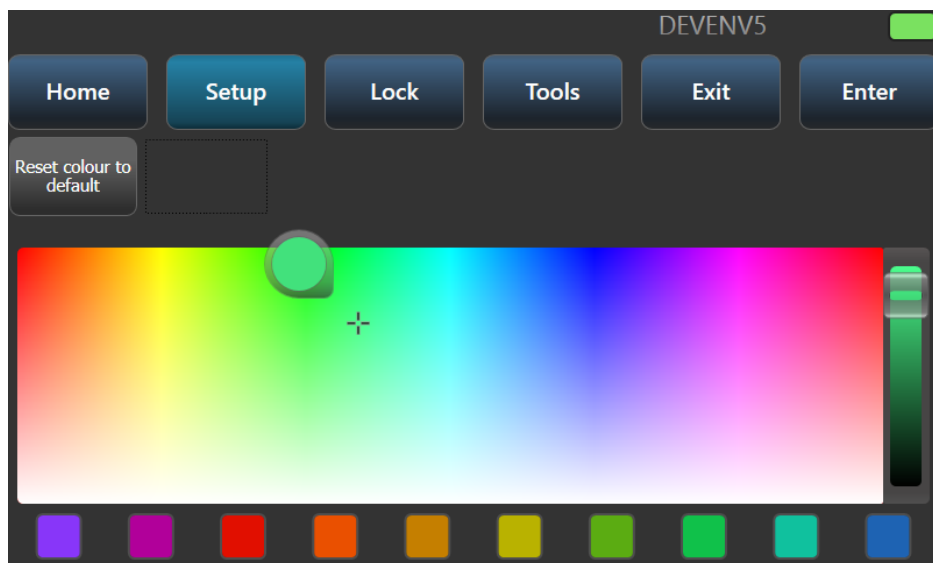 DEVENV5
Home
Setup
Lock
Tools
Exit
Enter
Reset colour to
default